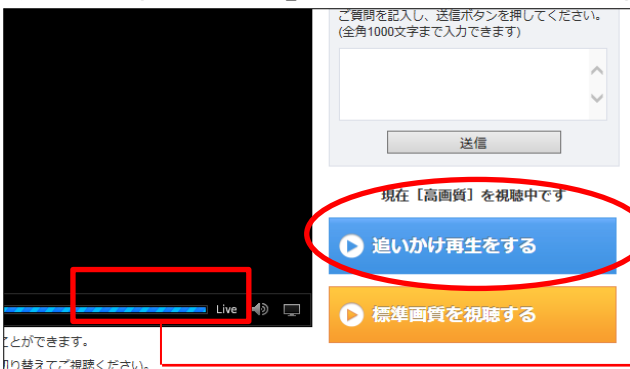 ご質問を記入し、送信ボタンを押してください。
(全角1000文字まで入力できます)
送信
現在［高画質］を視聴中です
追いかけ再生をする
Live
標準画質を視聴する
ことができます。
切り替えてご視聴ください。